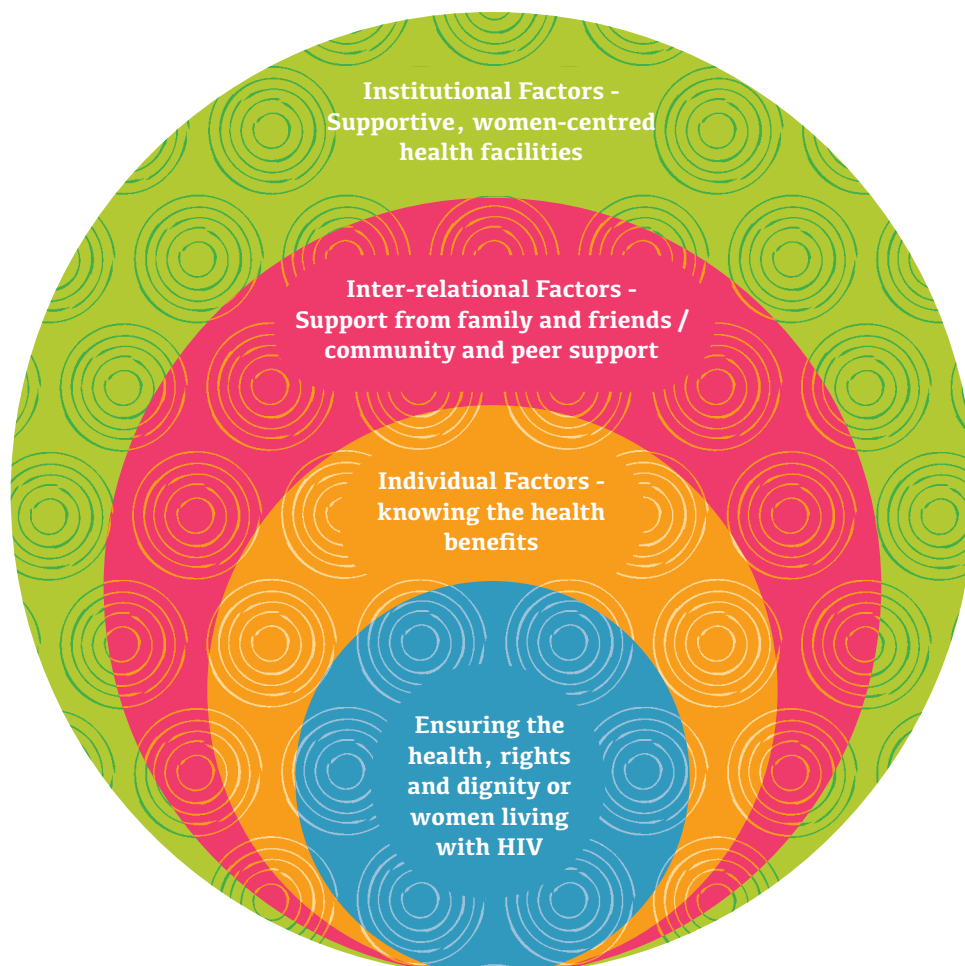 Institutional Factors -
Supportive, women-centred
health facilities
Inter-relational Factors -
Support from family and friends /
community and peer support
Individual Factors -
knowing the health
benefits
Ensuring the
health, rights
and dignity or
women living
with HIV